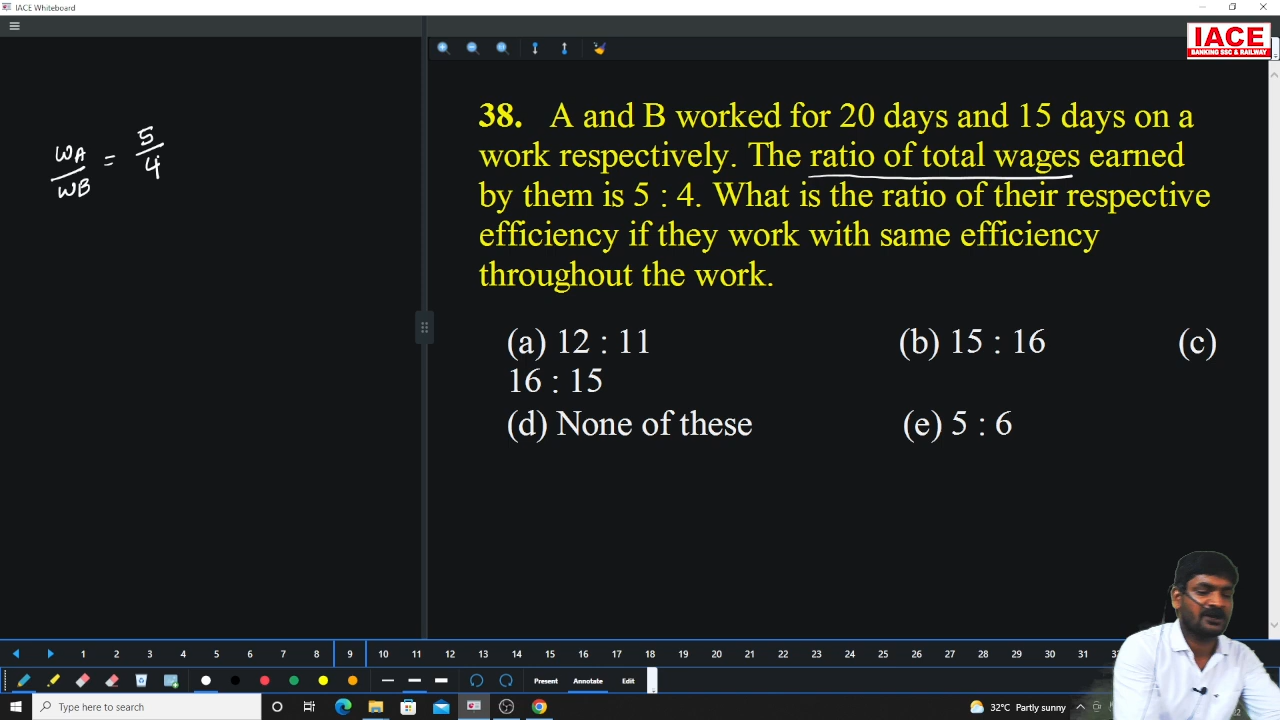 IACE Whiteboard
IACE
BANKING SSC & RAILWAY
WA
WB
=
5
4
38. A and B worked for 20 days and 15 days on a
work respectively. The ratio of total wages earned
by them is 5 : 4. What is the ratio of their respective
efficiency if they work with same efficiency
throughout the work.
(a) 12 : 11 (b) 15 : 16 (c)
16 : 15
(d) None of these (e) 5 : 6
1 2 3 4 5 6 7 8 9 10 11 12 13 14 15 16 17 18 19 20 21 22 23 24 25 26 27 28 29 30 31
Present Annotate Edit
Type here to search
32°C Partly sunny